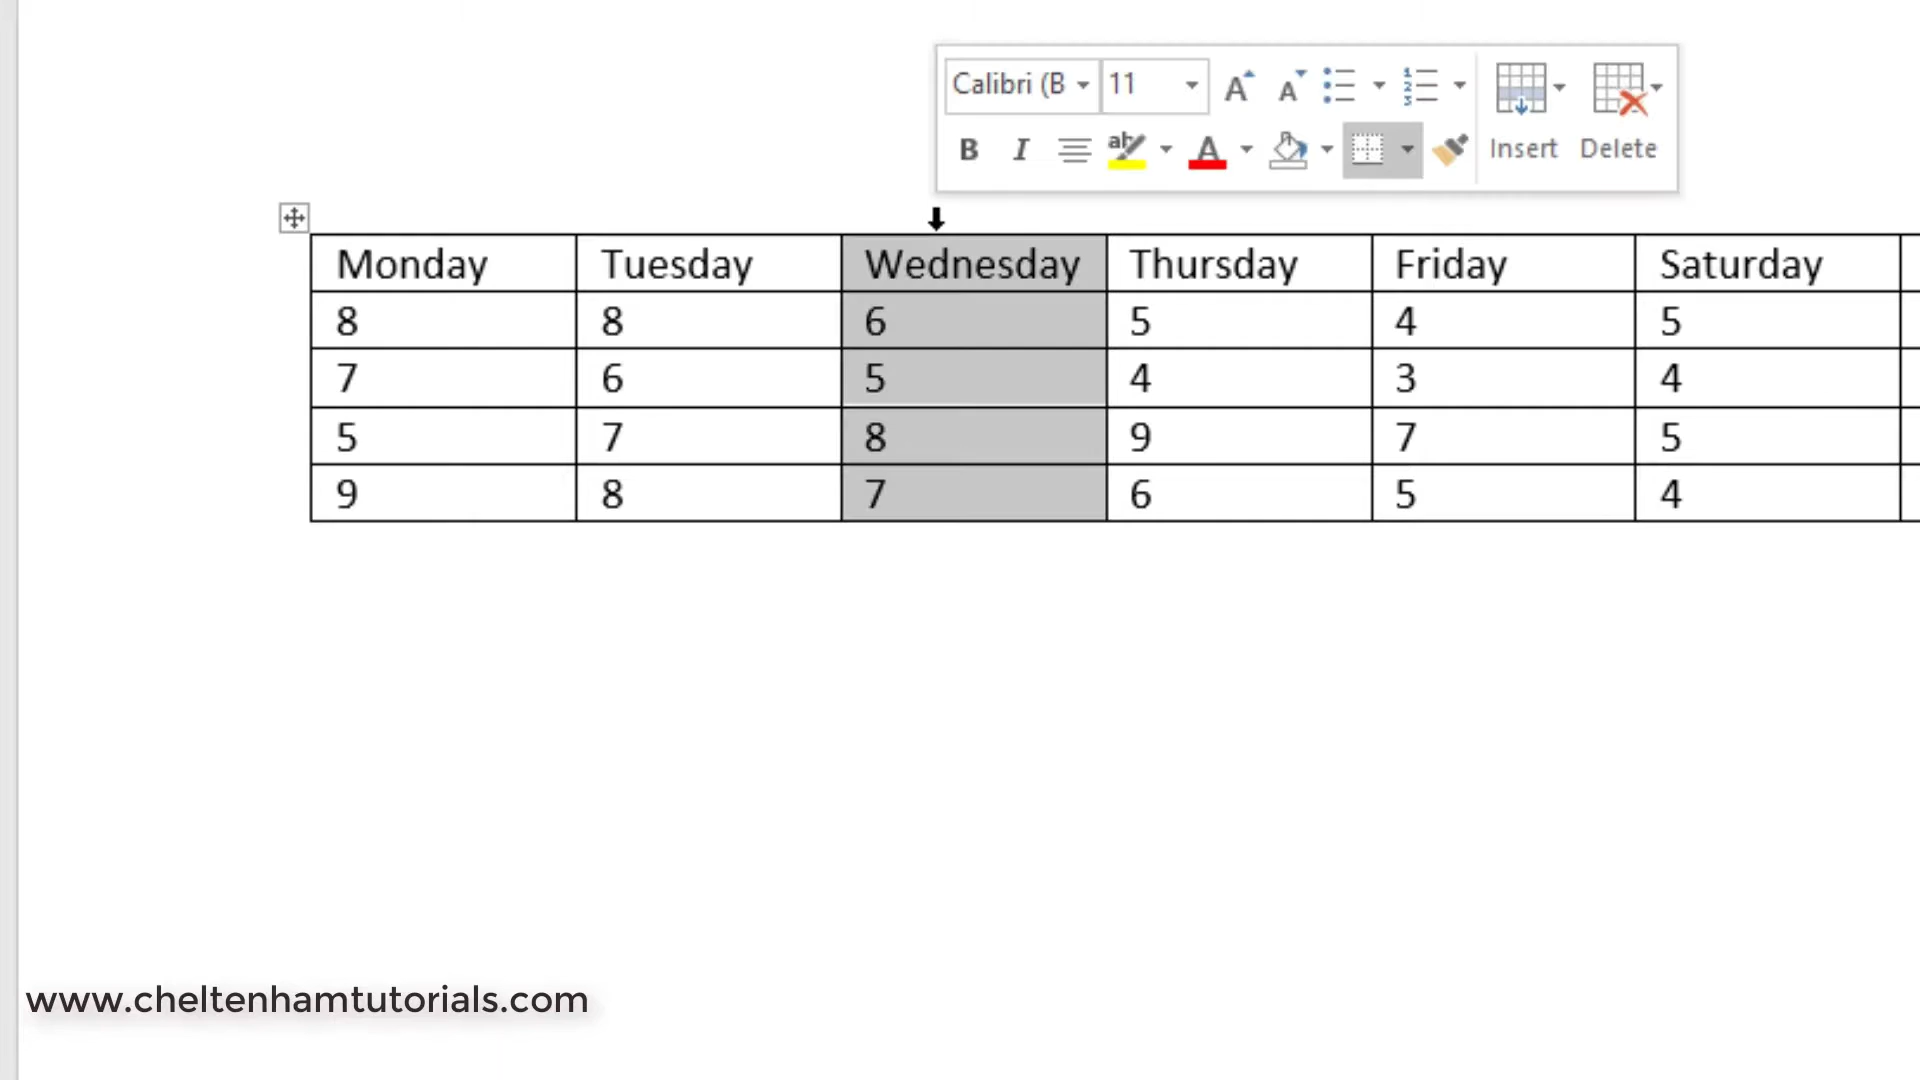 Calibri (B 11
B I ab A Insert Delete
Monday Tuesday Wednesday Thursday Friday Saturday
8 8 6 5 4 5
7 6 5 4 3 4
5 7 8 9 7 5
9 8 7 6 5 4
www.cheltenhamtutorials.com